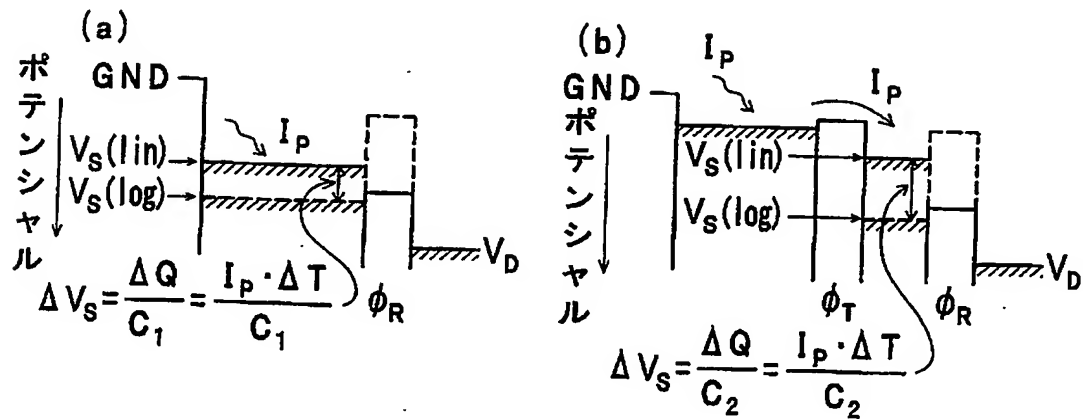 (a)
ポテンシャル
GND
I_P
V_S(lin)
V_S(log)
V_D
ϕ_R
ΔV_S = ΔQ/C_1 = I_P・ΔT/C_1
(b)
I_P
I_P
GND
ポテンシャル
V_S(lin)
V_S(log)
V_D
ϕ_T
ϕ_R
ΔV_S = ΔQ/C_2 = I_P・ΔT/C_2